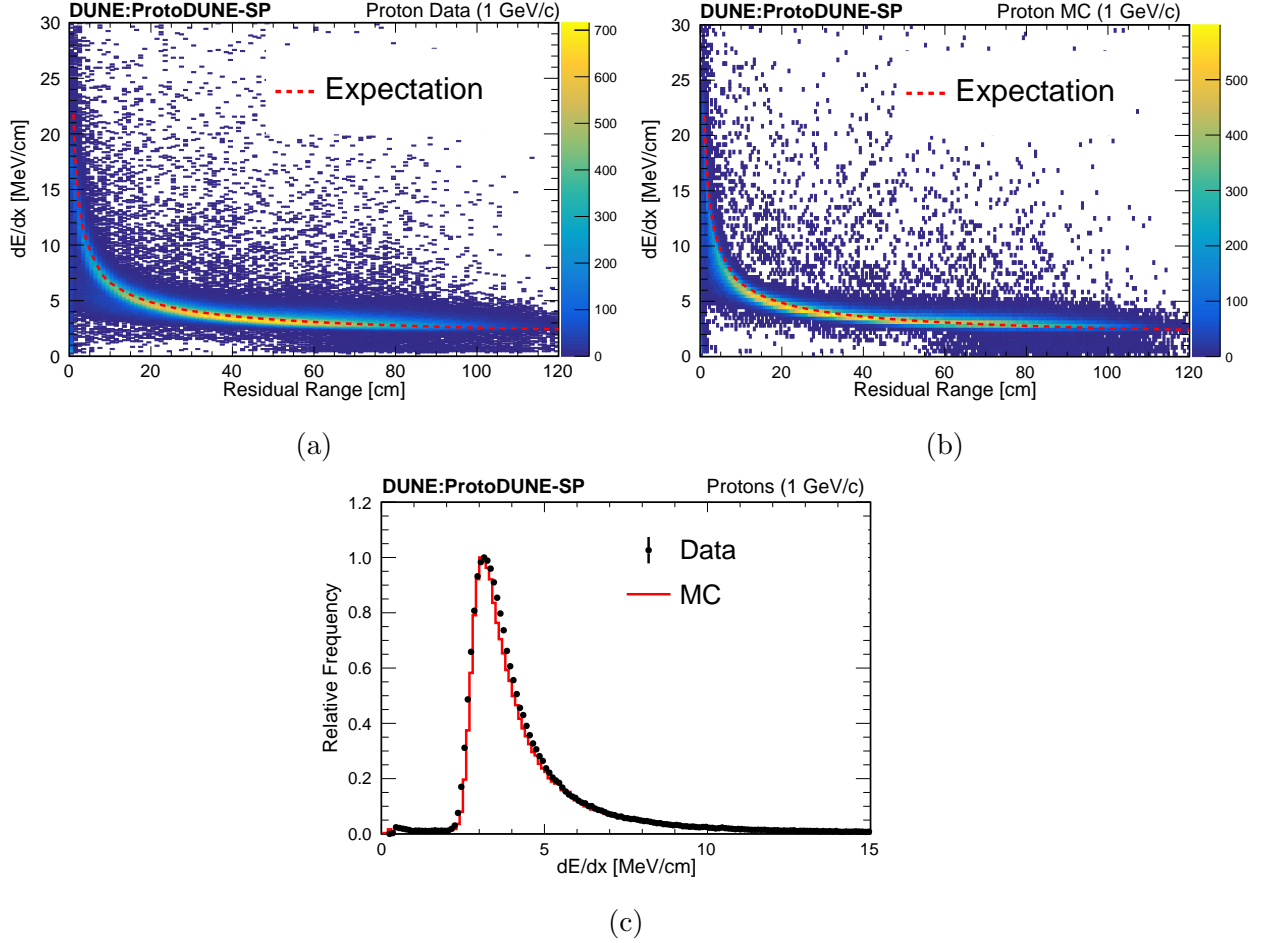 DUNE:ProtoDUNE-SP Proton Data (1 GeV/c)
dE/dx [MeV/cm]
30
25
20
15
10
5
0
Expectation
0 20 40 60 80 100 120
Residual Range [cm]
700
600
500
400
300
200
100
0
(a)
DUNE:ProtoDUNE-SP Proton MC (1 GeV/c)
dE/dx [MeV/cm]
30
25
20
15
10
5
0
Expectation
0 20 40 60 80 100 120
Residual Range [cm]
500
400
300
200
100
0
(b)
DUNE:ProtoDUNE-SP Protons (1 GeV/c)
Relative Frequency
1.2
1.0
0.8
0.6
0.4
0.2
0.0
Data
MC
0 5 10 15
dE/dx [MeV/cm]
(c)